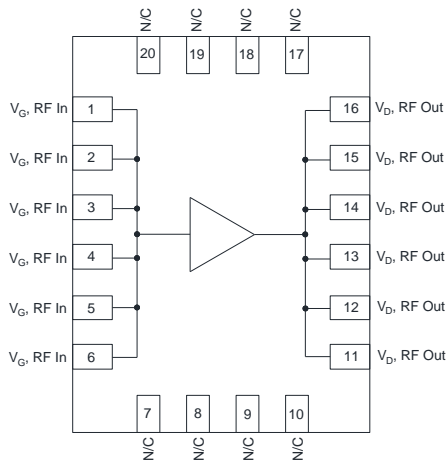 N/C N/C N/C N/C
20 19 18 17
V_G, RF In 1 16 V_D, RF Out
V_G, RF In 2 15 V_D, RF Out
V_G, RF In 3 14 V_D, RF Out
V_G, RF In 4 13 V_D, RF Out
V_G, RF In 5 12 V_D, RF Out
V_G, RF In 6 11 V_D, RF Out
7 8 9 10
N/C N/C N/C N/C